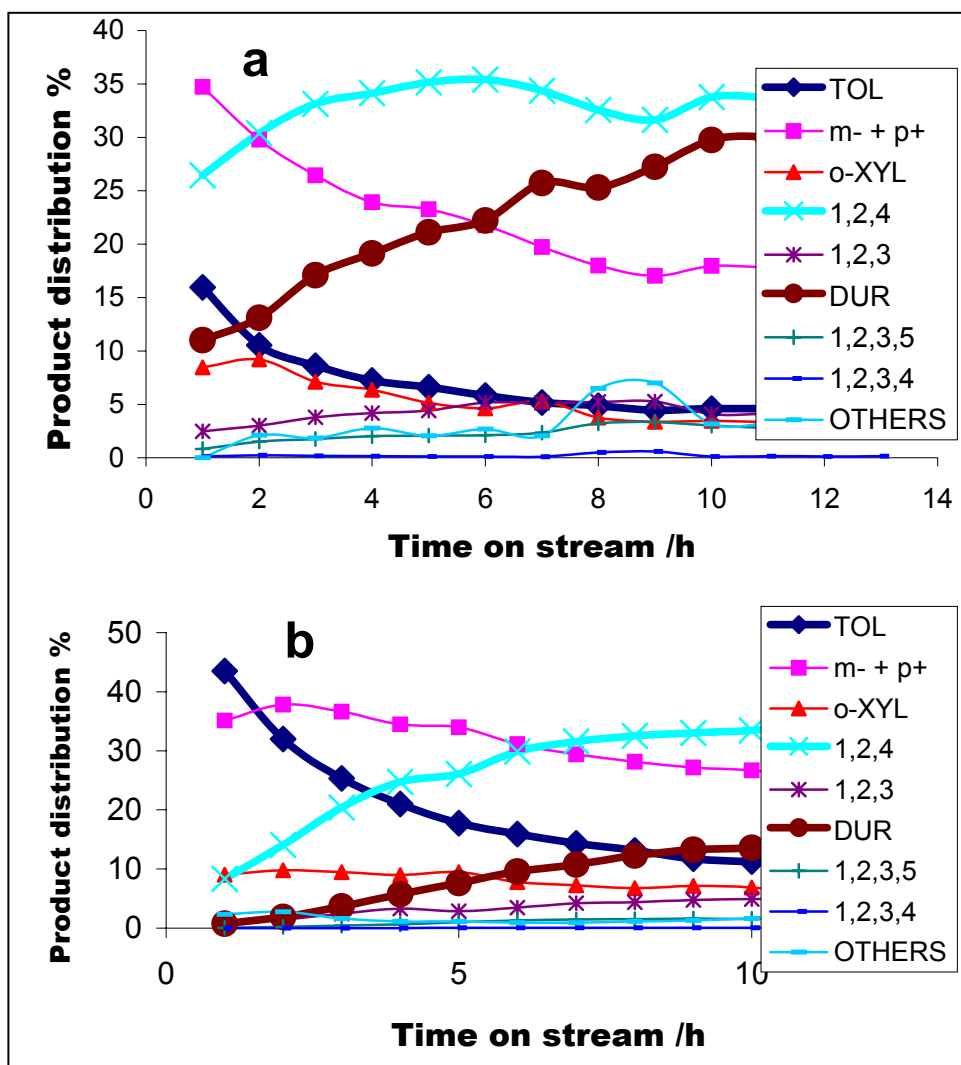 a
Product distribution %
40
35
30
25
20
15
10
5
0
0
2
4
6
8
10
12
14
Time on stream /h
TOL
m- + p+
o-XYL
1,2,4
1,2,3
DUR
1,2,3,5
1,2,3,4
OTHERS
b
Product distribution %
50
40
30
20
10
0
0
5
10
Time on stream /h
TOL
m- + p+
o-XYL
1,2,4
1,2,3
DUR
1,2,3,5
1,2,3,4
OTHERS